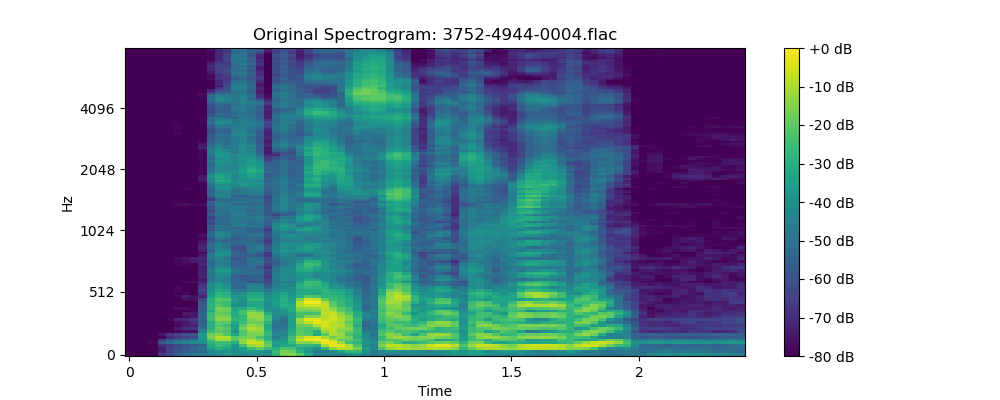 Original Spectrogram: 3752-4944-0004.flac
Hz
4096
2048
1024
512
0
0 0.5 1 1.5 2
Time
+0 dB
-10 dB
-20 dB
-30 dB
-40 dB
-50 dB
-60 dB
-70 dB
-80 dB